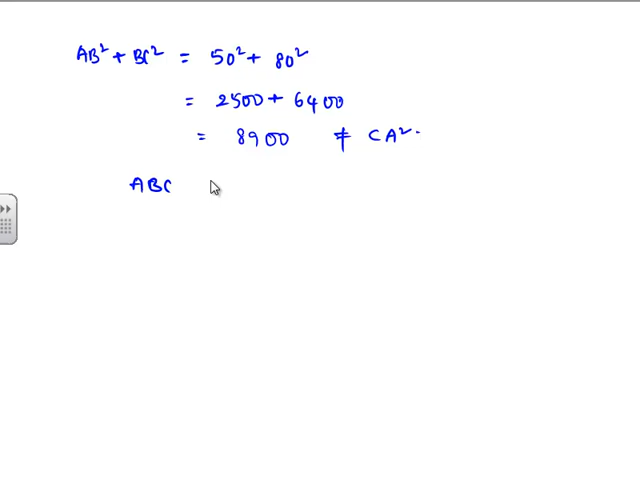 AB² + BC² = 50² + 80²
= 2500 + 6400
= 8900 ≠ CA².
ABC